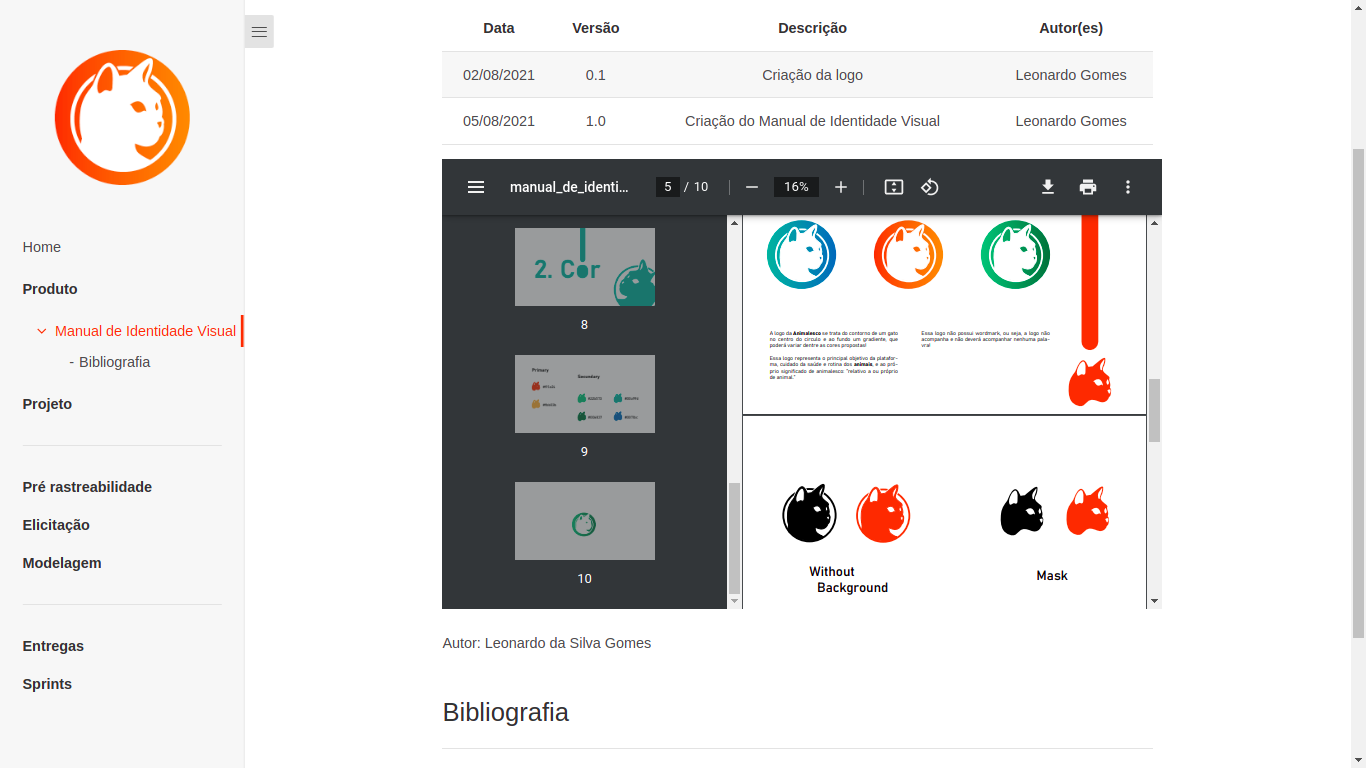 Home
Produto
Manual de Identidade Visual
- Bibliografia
Projeto
Pré rastreabilidade
Elicitação
Modelagem
Entregas
Sprints
Data Versão Descrição Autor(es)
02/08/2021 0.1 Criação da logo Leonardo Gomes
05/08/2021 1.0 Criação do Manual de Identidade Visual Leonardo Gomes
manual_de_identi... 5 / 10 16%
2. Cor
8
Primary
Secondary
9
10
A logo da Animalesco se trata do contorno de um gato
no centro do círculo e ao fundo um gradiente, que
poderá variar dentre as cores propostas!
Essa logo representa o principal objetivo da platafor-
ma, cuidado de saúde e rotina dos animais, e ao pró-
prio significado de animalesco "relativo a ou próprio
de animal."
Essa logo não possui wordmark, ou seja, a logo não
acompanha e não deverá acompanhar nenhuma pala-
vra!
Without
Background
Mask
Autor: Leonardo da Silva Gomes
Bibliografia